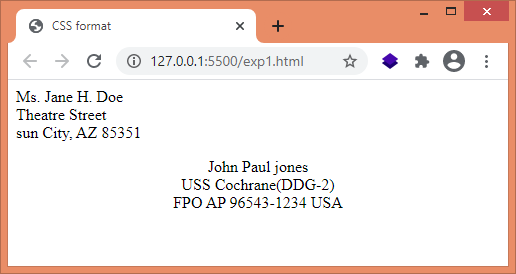 CSS format
127.0.0.1:5500/exp1.html
Ms. Jane H. Doe
Theatre Street
sun City, AZ 85351
John Paul jones
USS Cochrane(DDG-2)
FPO AP 96543-1234 USA